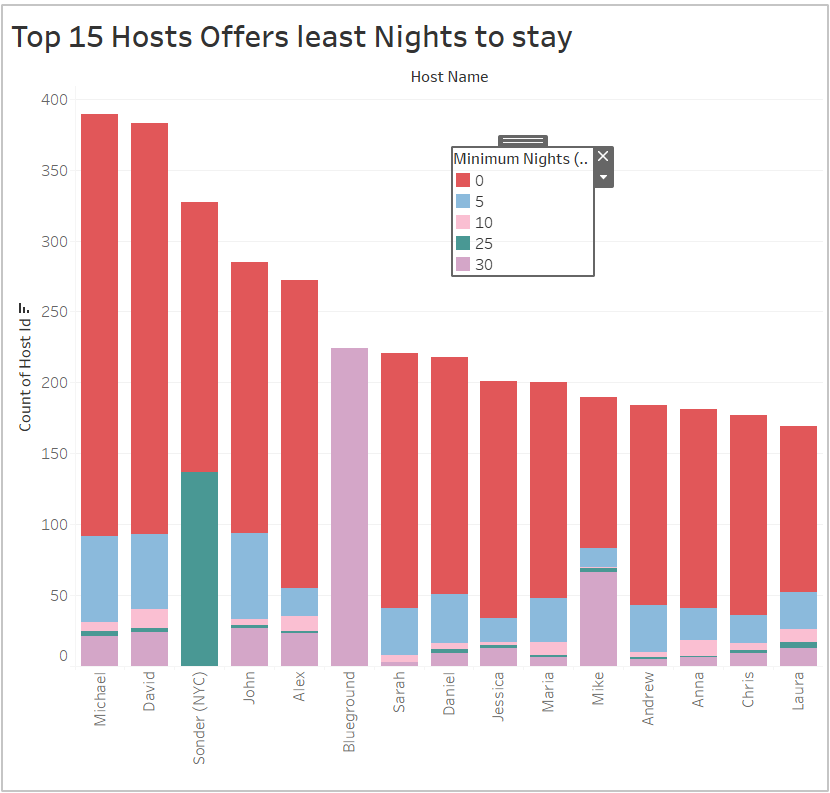 Top 15 Hosts Offers least Nights to stay
Host Name
Minimum Nights (..
0
5
10
25
30
Count of Host Id
400
350
300
250
200
150
100
50
0
Michael
David
Sonder (NYC)
John
Alex
Blueground
Sarah
Daniel
Jessica
Maria
Mike
Andrew
Anna
Chris
Laura